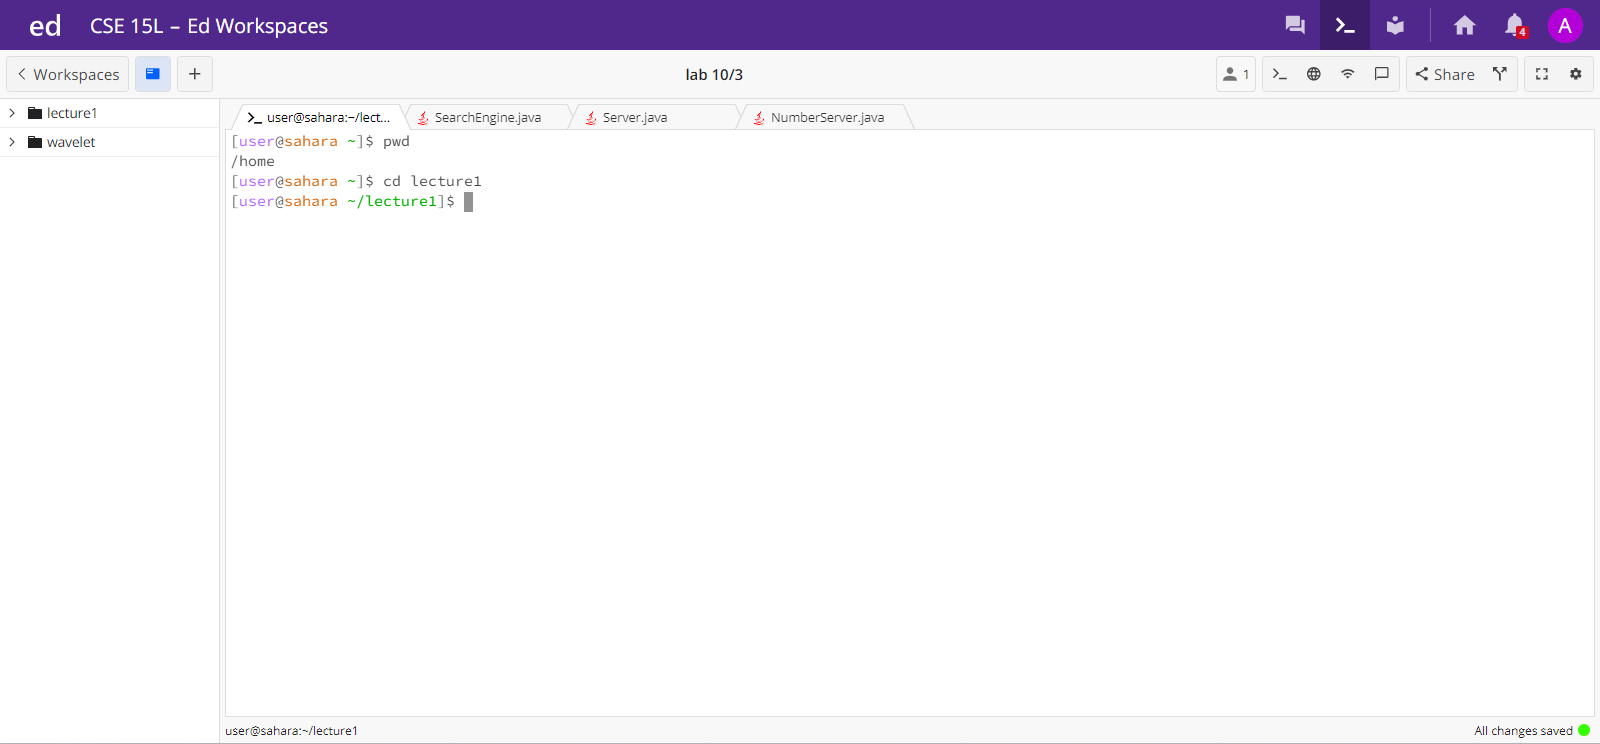 ed CSE 15L – Ed Workspaces 4 A
Workspaces lab 10/3 1 Share
lecture1
wavelet
user@sahara:~/lect... SearchEngine.java Server.java NumberServer.java
[user@sahara ~]$ pwd
/home
[user@sahara ~]$ cd lecture1
[user@sahara ~/lecture1]$
user@sahara:~/lecture1 All changes saved